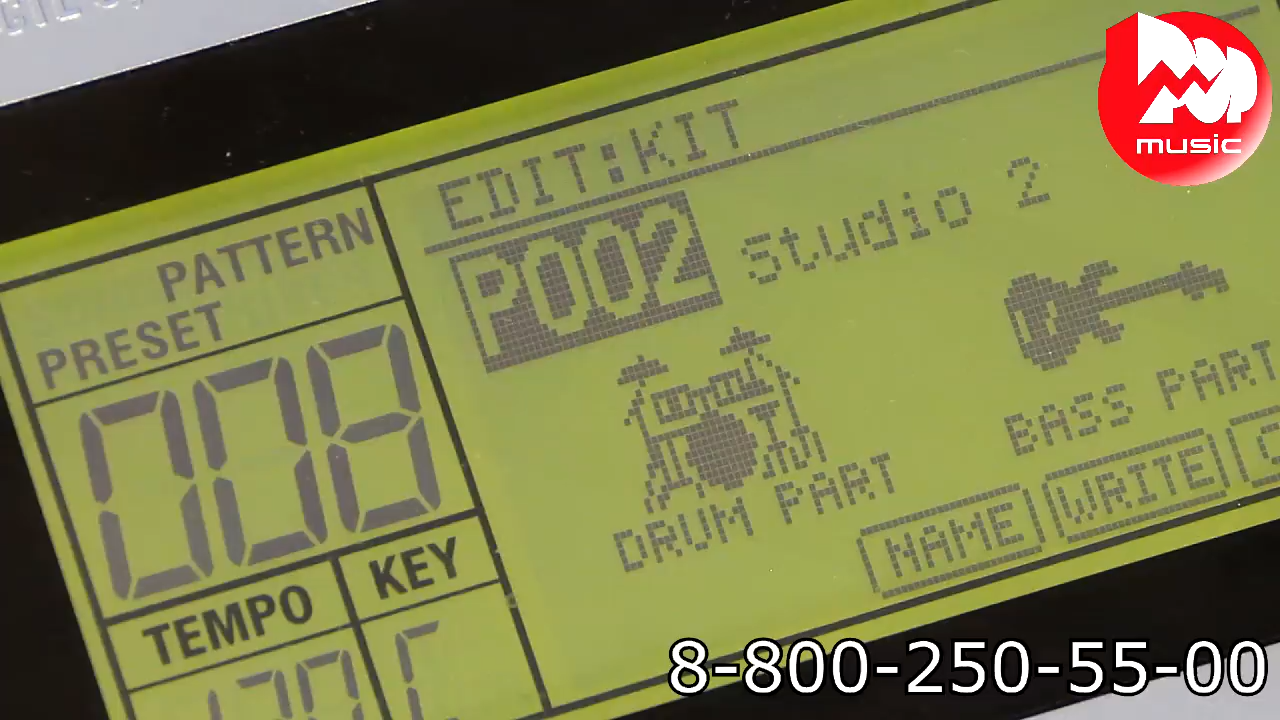 EDIT:KIT
P002 Studio 2
PATTERN
PRESET
008
DRUM PART
BASS PART
NAME WRITE
TEMPO KEY
C
POP
music
8-800-250-55-00